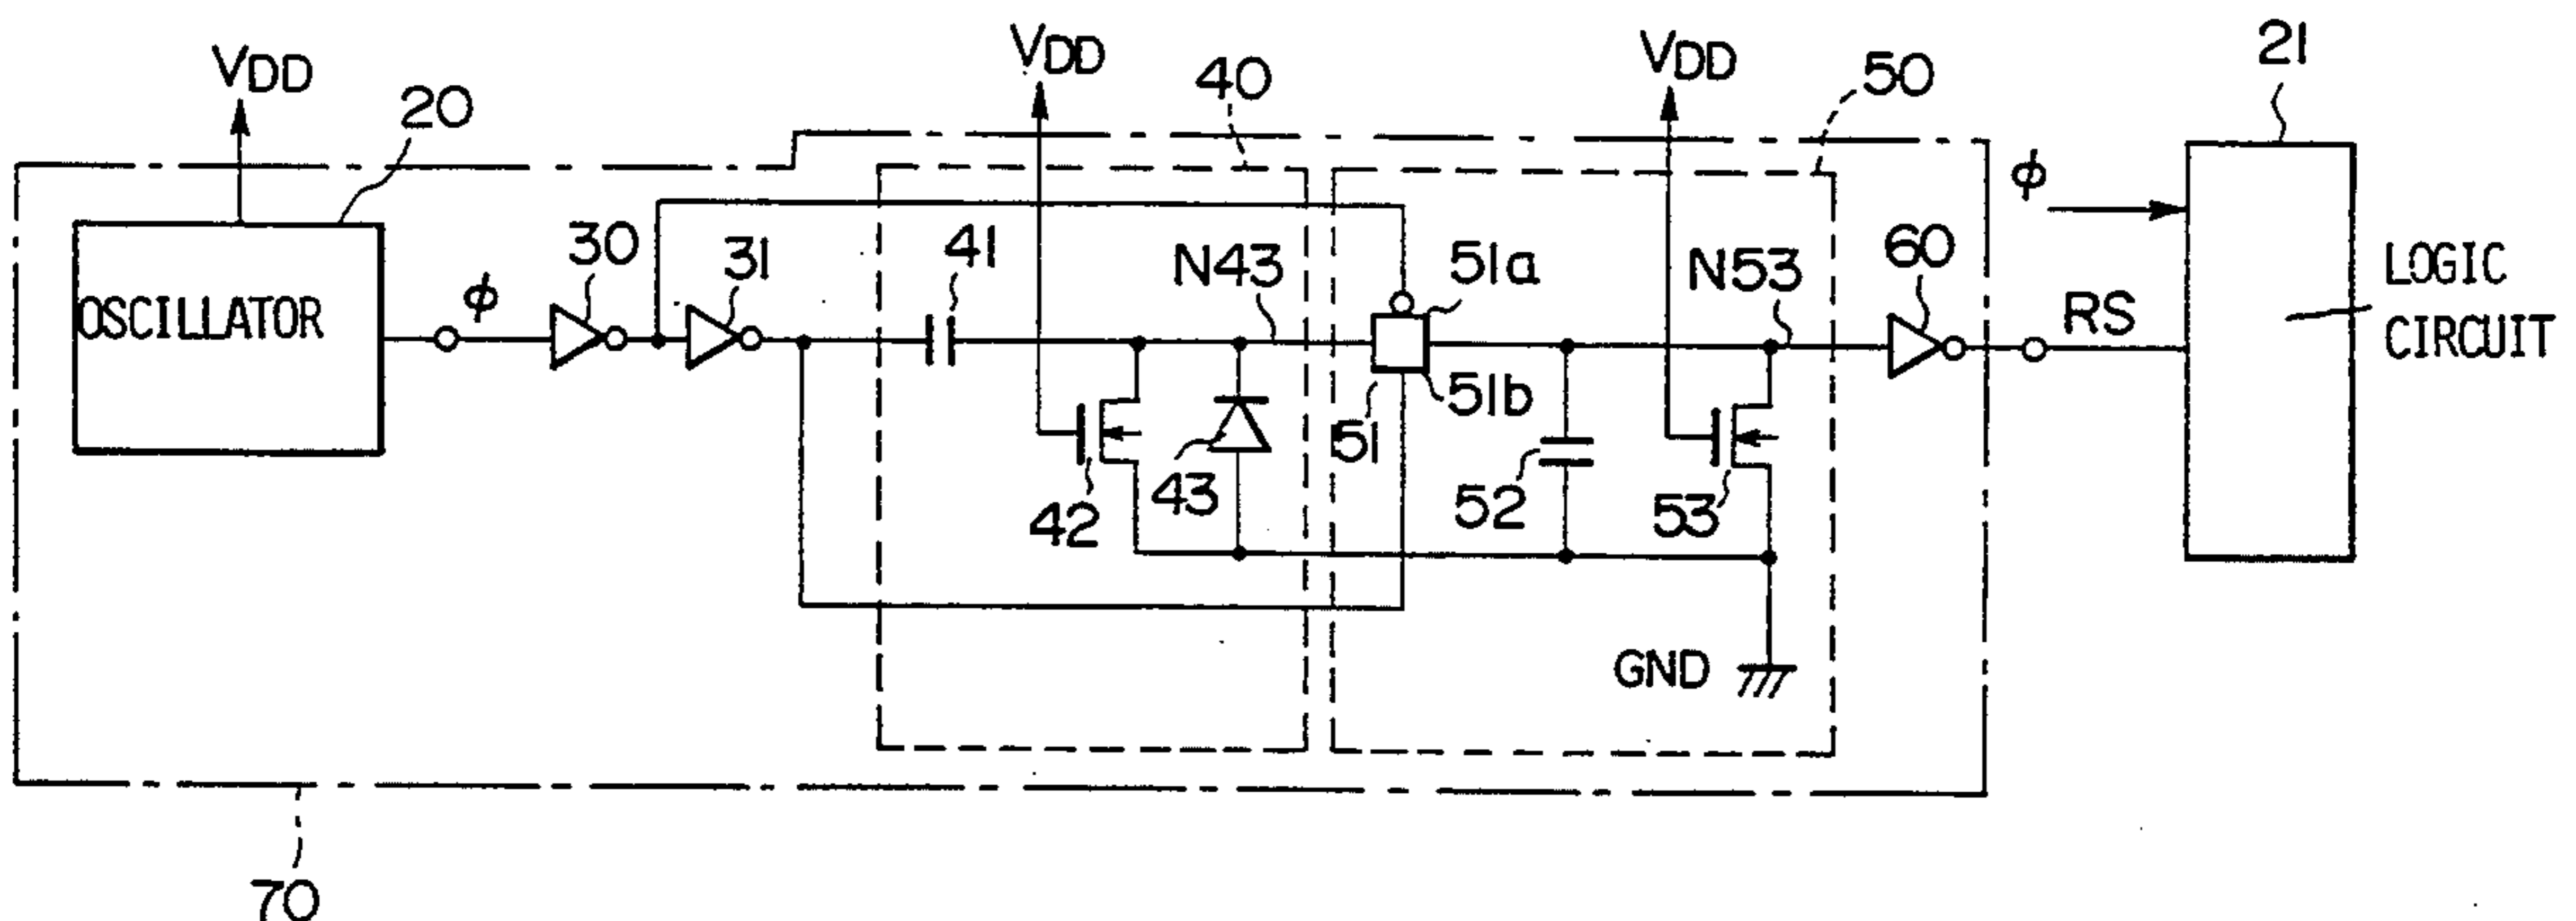 VDD
20
VDD
40
VDD
50
21
φ
OSCILLATOR
φ
30
31
41
N43
51a
N53
60
RS
LOGIC
CIRCUIT
51b
51
42
43
52
53
GND
70